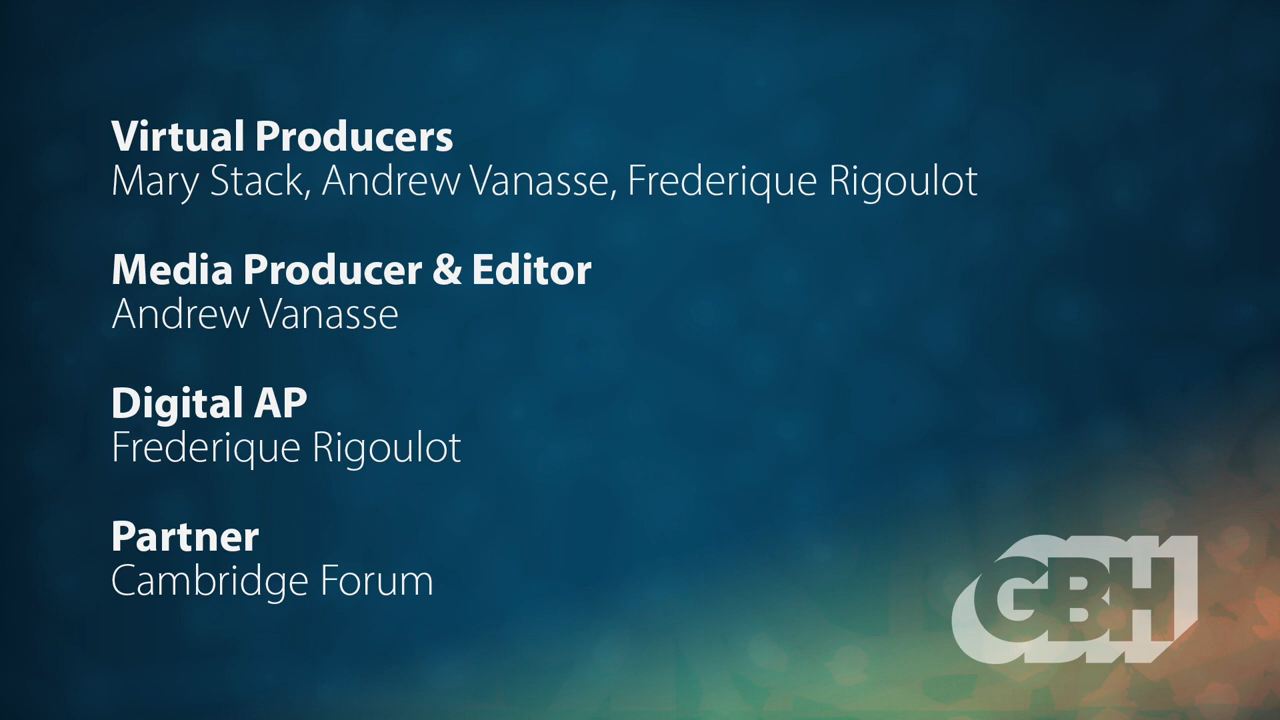 Virtual Producers
Mary Stack, Andrew Vanasse, Frederique Rigoulot
Media Producer & Editor
Andrew Vanasse
Digital AP
Frederique Rigoulot
Partner
Cambridge Forum
GBH